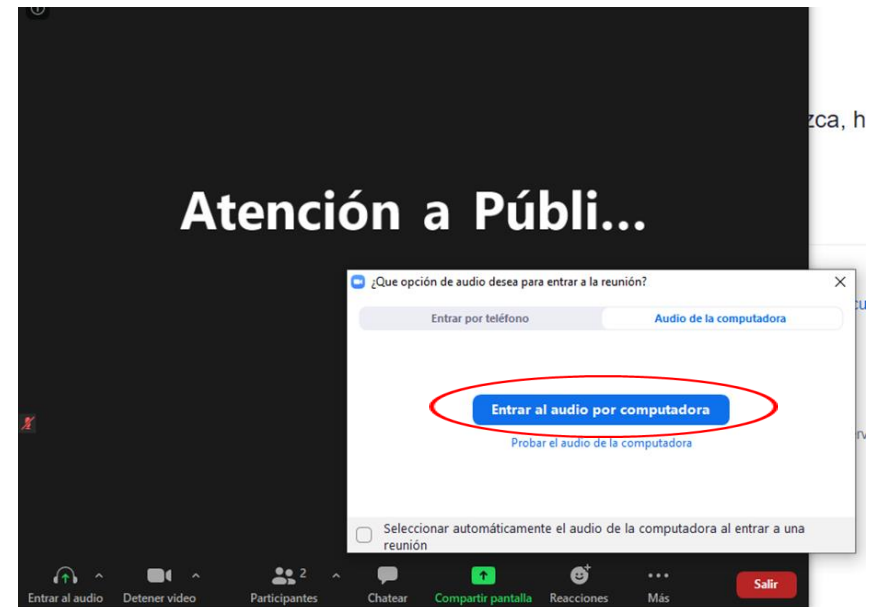 zca, h
Atención a Públi...
¿Que opción de audio desea para entrar a la reunión?
Entrar por teléfono
Audio de la computadora
cu
Entrar al audio por computadora
Probar el audio de la computadora
rv
Seleccionar automáticamente el audio de la computadora al entrar a una
reunión
2
Entrar al audio
Detener video
Participantes
Chatear
Compartir pantalla
Reacciones
Más
Salir